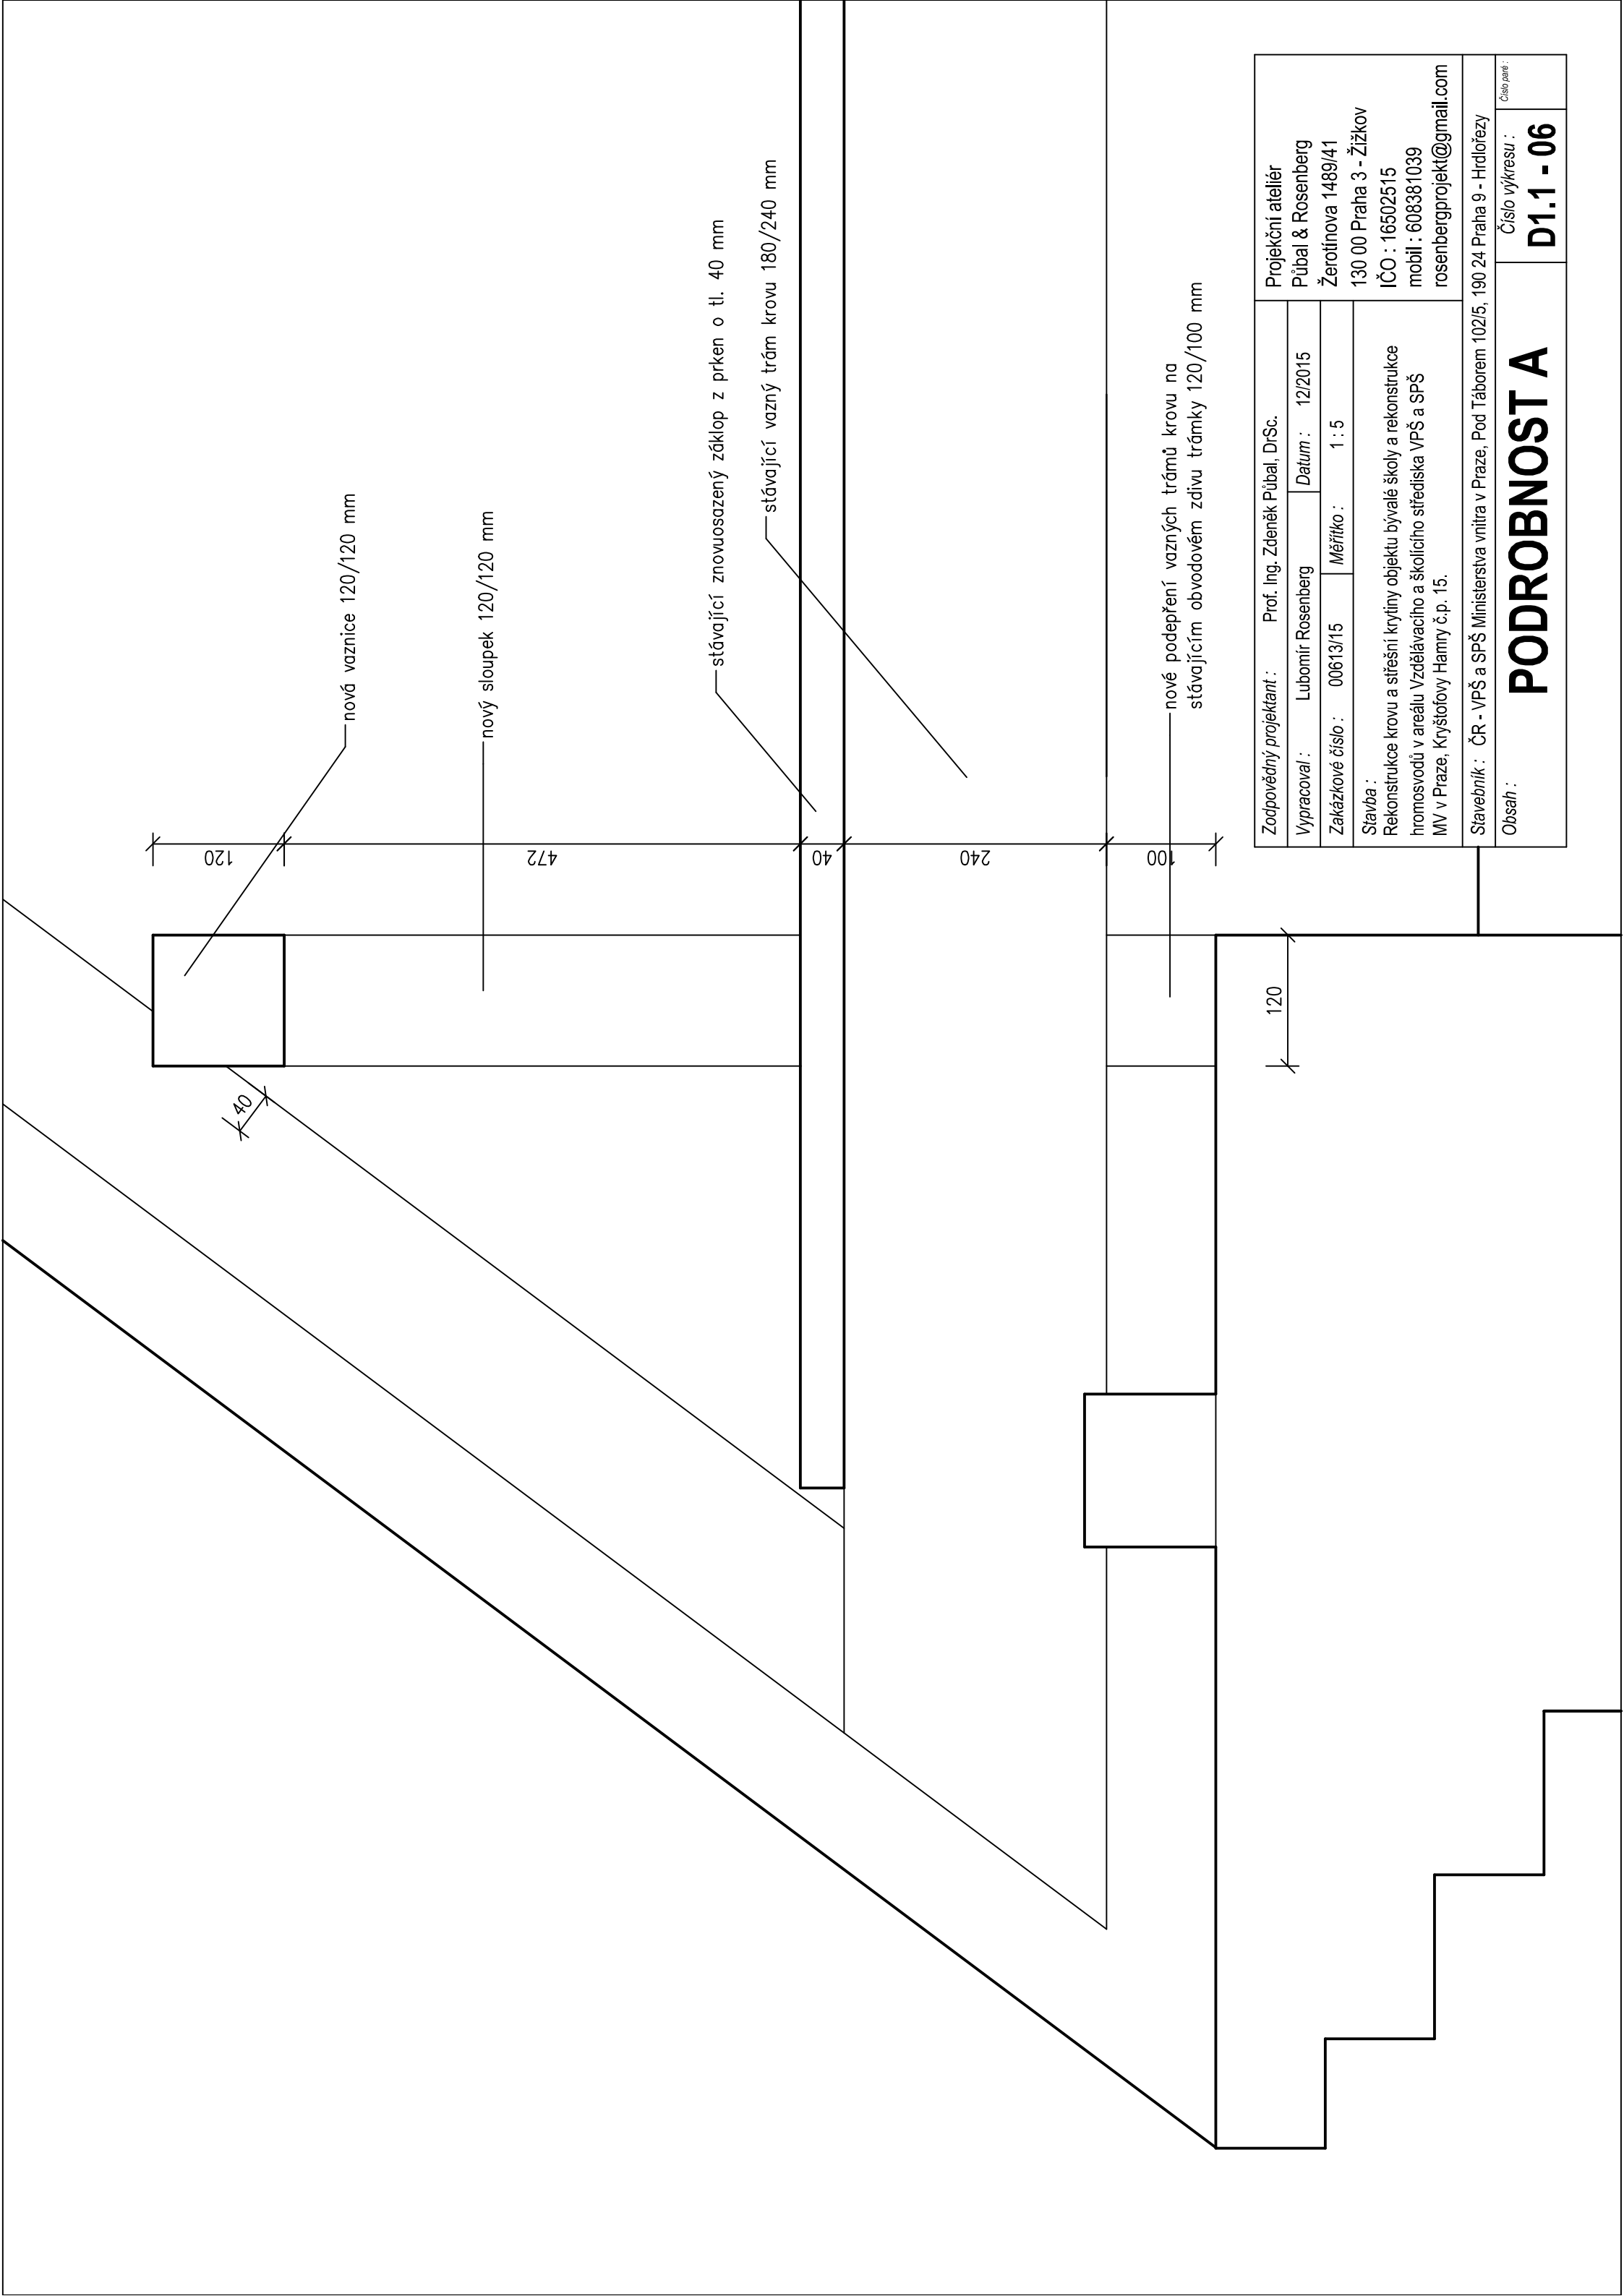 nová vaznice 120/120 mm
nový sloupek 120/120 mm
stávající znovuosazený záklop z prken o tl. 40 mm
stávající vazný trám krovu 180/240 mm
nové podepření vazných trámů krovu na
stávajícím obvodovém zdivu trámky 120/100 mm
120
472
40
240
100
40
120
Zodpovědný projektant : Prof. Ing. Zdeněk Půbal, DrSc.
Vypracoval : Lubomír Rosenberg Datum : 12/2015
Zakázkové číslo : 00613/15 Měřítko : 1 : 5
Projekční ateliér
Půbal & Rosenberg
Žerotínova 1489/41
130 00 Praha 3 - Žižkov
IČO : 16502515
mobil : 608381039
rosenbergprojekt@gmail.com
Stavba :
Rekonstrukce krovu a střešní krytiny objektu bývalé školy a rekonstrukce
hromosvodů v areálu Vzdělávacího a školícího střediska VPŠ a SPŠ
MV v Praze, Kryštofovy Hamry č.p. 15.
Stavebník : ČR - VPŠ a SPŠ Ministerstva vnitra v Praze, Pod Táborem 102/5, 190 24 Praha 9 - Hrdlořezy
Obsah :
PODROBNOST A
Číslo výkresu :
D1.1 - 06
Číslo paré :